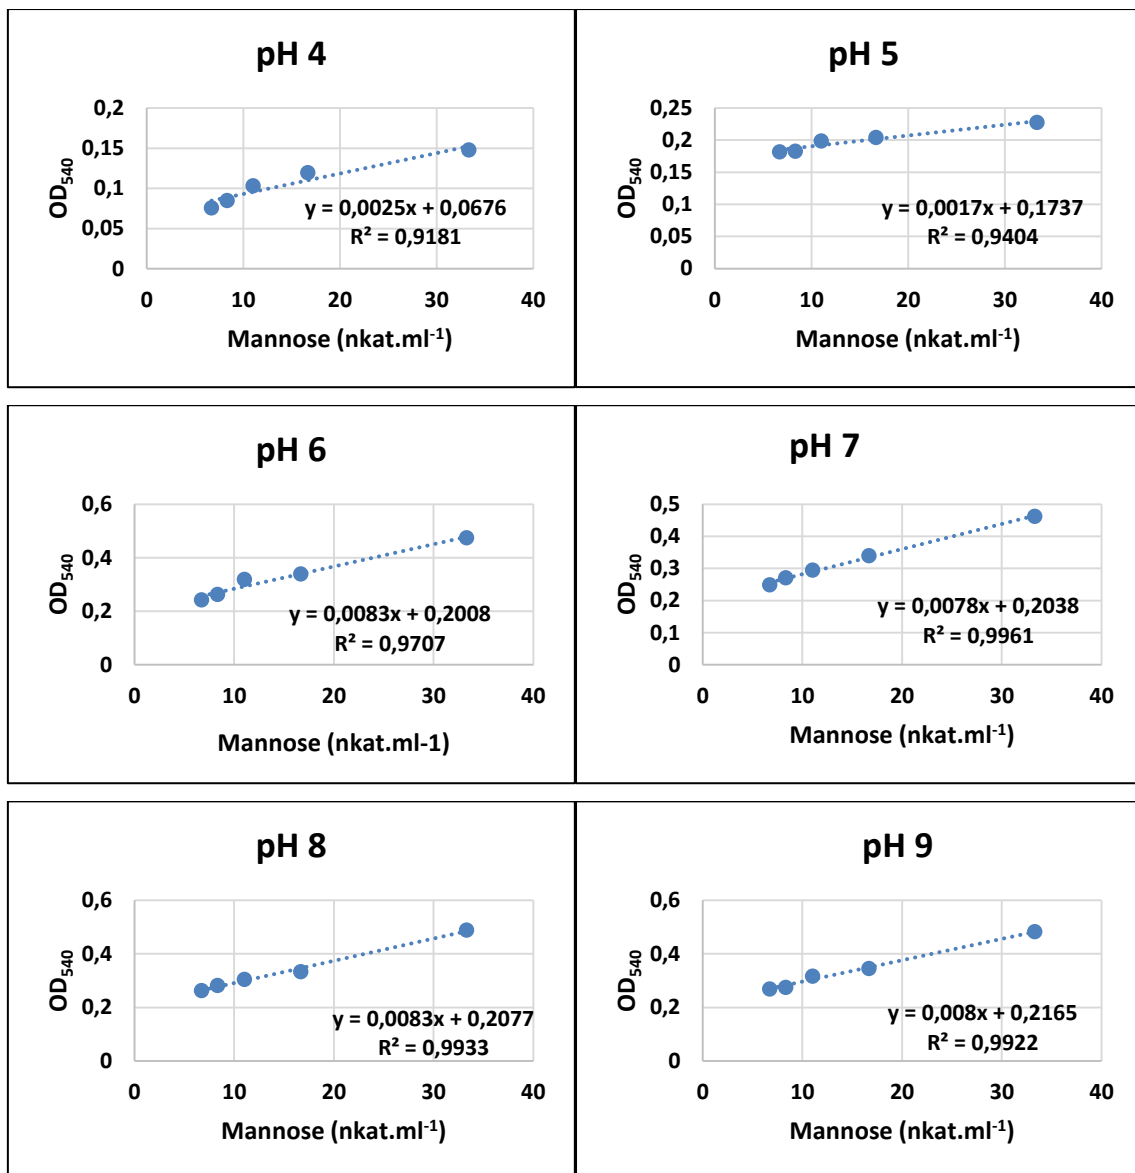 pH 4
0,2
0,15
0,1
0,05
0
OD₅₄₀
y = 0,0025x + 0,0676
R² = 0,9181
0 10 20 30 40
Mannose (nkat.ml⁻¹)
pH 5
0,25
0,2
0,15
0,1
0,05
0
OD₅₄₀
y = 0,0017x + 0,1737
R² = 0,9404
0 10 20 30 40
Mannose (nkat.ml⁻¹)
pH 6
0,6
0,4
0,2
0
OD₅₄₀
y = 0,0083x + 0,2008
R² = 0,9707
0 10 20 30 40
Mannose (nkat.ml-1)
pH 7
0,5
0,4
0,3
0,2
0,1
0
OD₅₄₀
y = 0,0078x + 0,2038
R² = 0,9961
0 10 20 30 40
Mannose (nkat.ml⁻¹)
pH 8
0,6
0,4
0,2
0
OD₅₄₀
y = 0,0083x + 0,2077
R² = 0,9933
0 10 20 30 40
Mannose (nkat.ml⁻¹)
pH 9
0,6
0,4
0,2
0
OD₅₄₀
y = 0,008x + 0,2165
R² = 0,9922
0 10 20 30 40
Mannose (nkat.ml⁻¹)